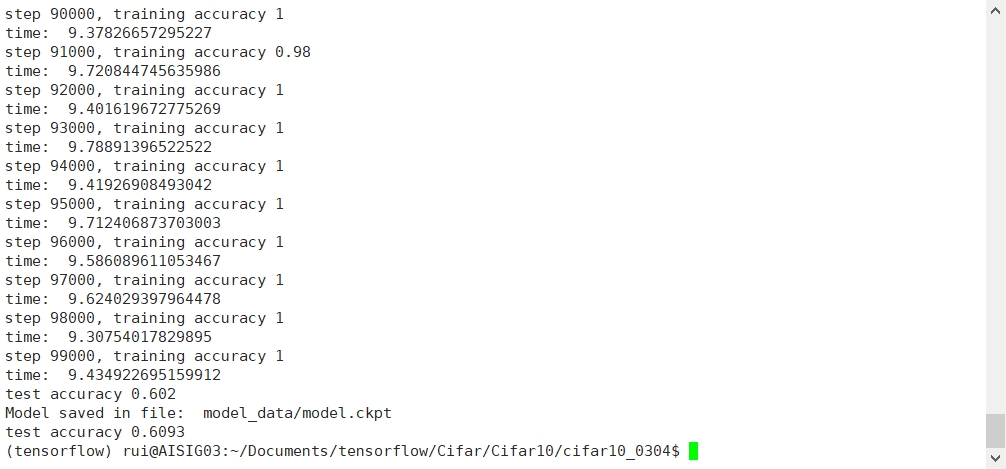 step 90000, training accuracy 1
time:  9.37826657295227
step 91000, training accuracy 0.98
time:  9.720844745635986
step 92000, training accuracy 1
time:  9.401619672775269
step 93000, training accuracy 1
time:  9.78891396522522
step 94000, training accuracy 1
time:  9.41926908493042
step 95000, training accuracy 1
time:  9.712406873703003
step 96000, training accuracy 1
time:  9.586089611053467
step 97000, training accuracy 1
time:  9.624029397964478
step 98000, training accuracy 1
time:  9.30754017829895
step 99000, training accuracy 1
time:  9.434922695159912
test accuracy 0.602
Model saved in file:  model_data/model.ckpt
test accuracy 0.6093
(tensorflow) rui@AISIG03:~/Documents/tensorflow/Cifar/Cifar10/cifar10_0304$